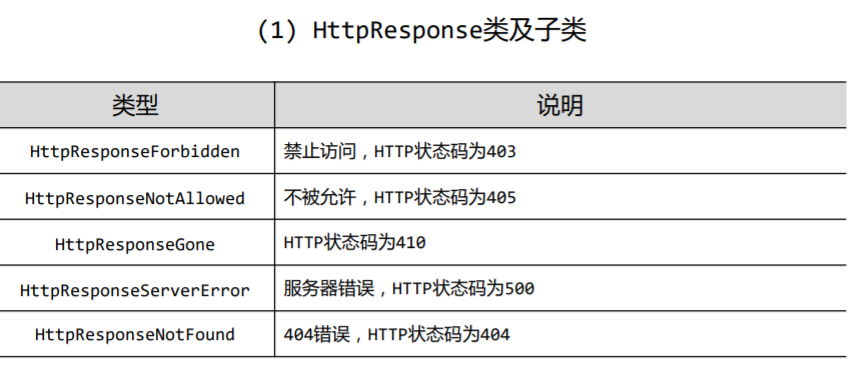 (1) HttpResponse类及子类
类型 说明
HttpResponseForbidden 禁止访问，HTTP状态码为403
HttpResponseNotAllowed 不被允许，HTTP状态码为405
HttpResponseGone HTTP状态码为410
HttpResponseServerError 服务器错误，HTTP状态码为500
HttpResponseNotFound 404错误，HTTP状态码为404